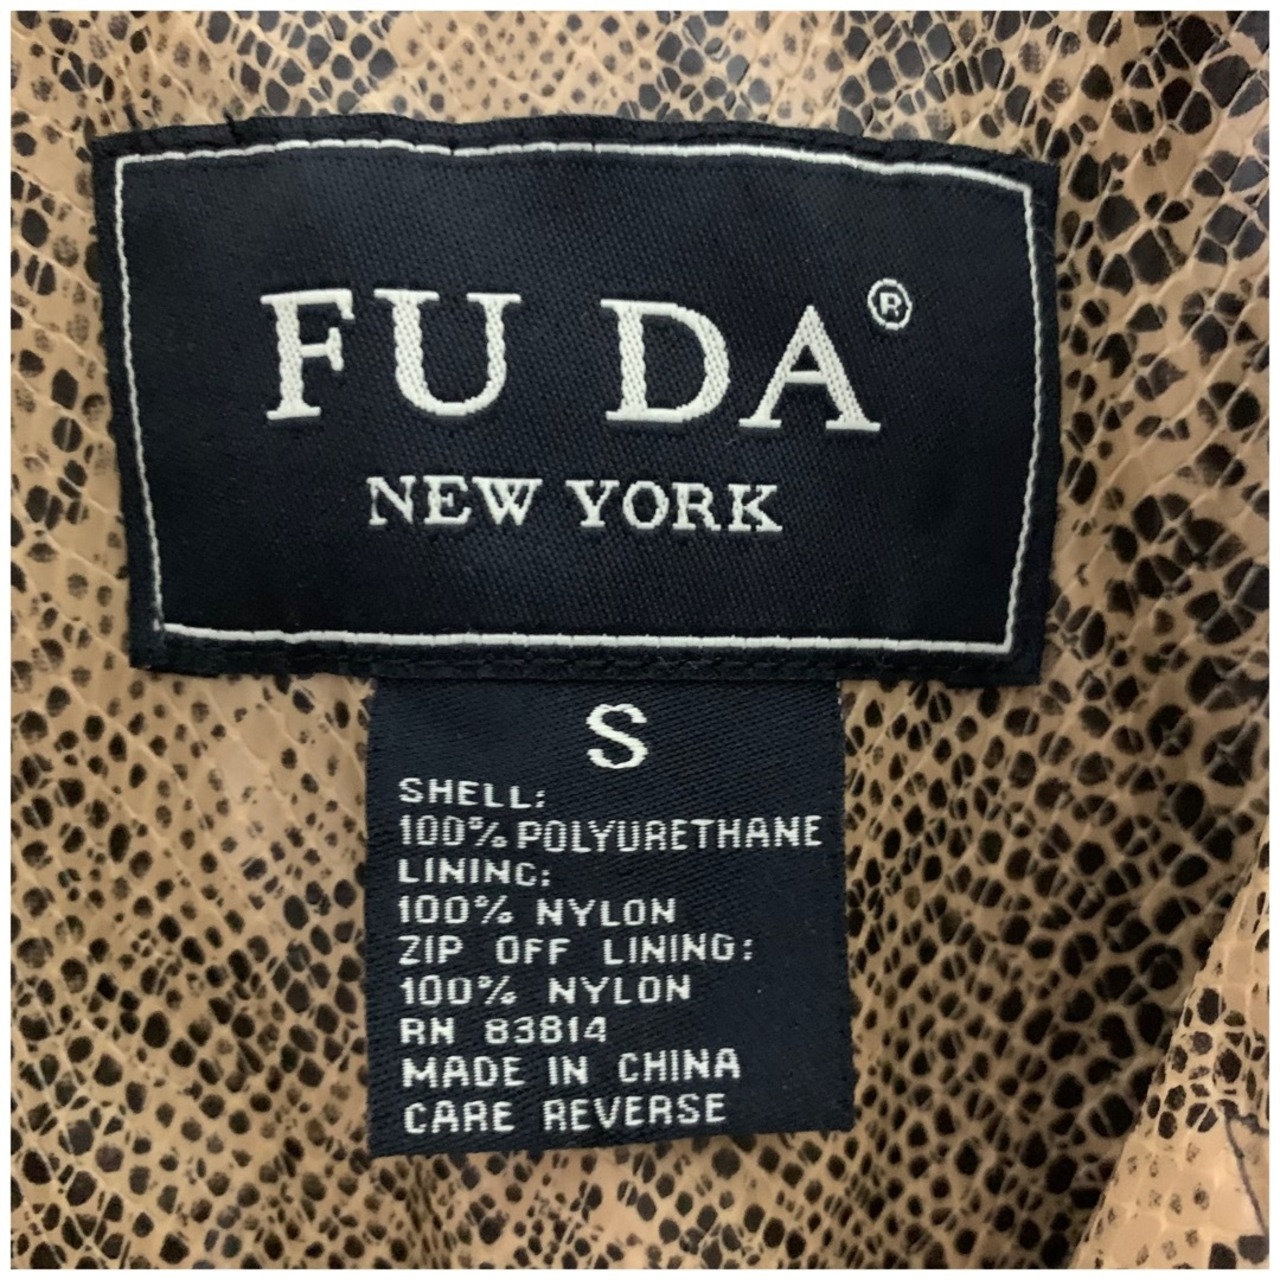 FU DA®
NEW YORK
S
SHELL:
100% POLYURETHANE
LINING:
100% NYLON
ZIP OFF LINING:
100% NYLON
RN 83814
MADE IN CHINA
CARE REVERSE